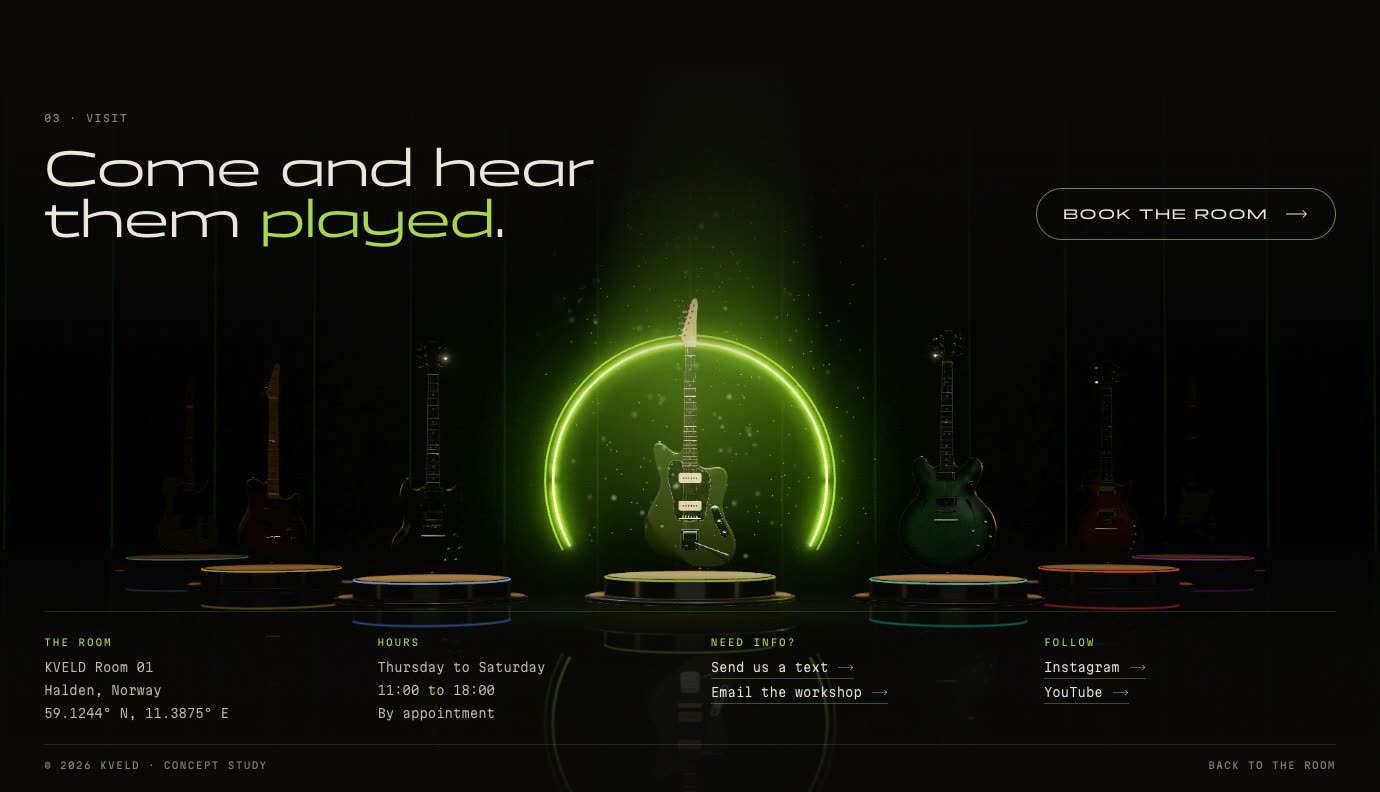 03 · VISIT
Come and hear
them played.
BOOK THE ROOM →
THE ROOM
KVELD Room 01
Halden, Norway
59.1244° N, 11.3875° E
HOURS
Thursday to Saturday
11:00 to 18:00
By appointment
NEED INFO?
Send us a text →
Email the workshop →
FOLLOW
Instagram →
YouTube →
© 2026 KVELD · CONCEPT STUDY
BACK TO THE ROOM